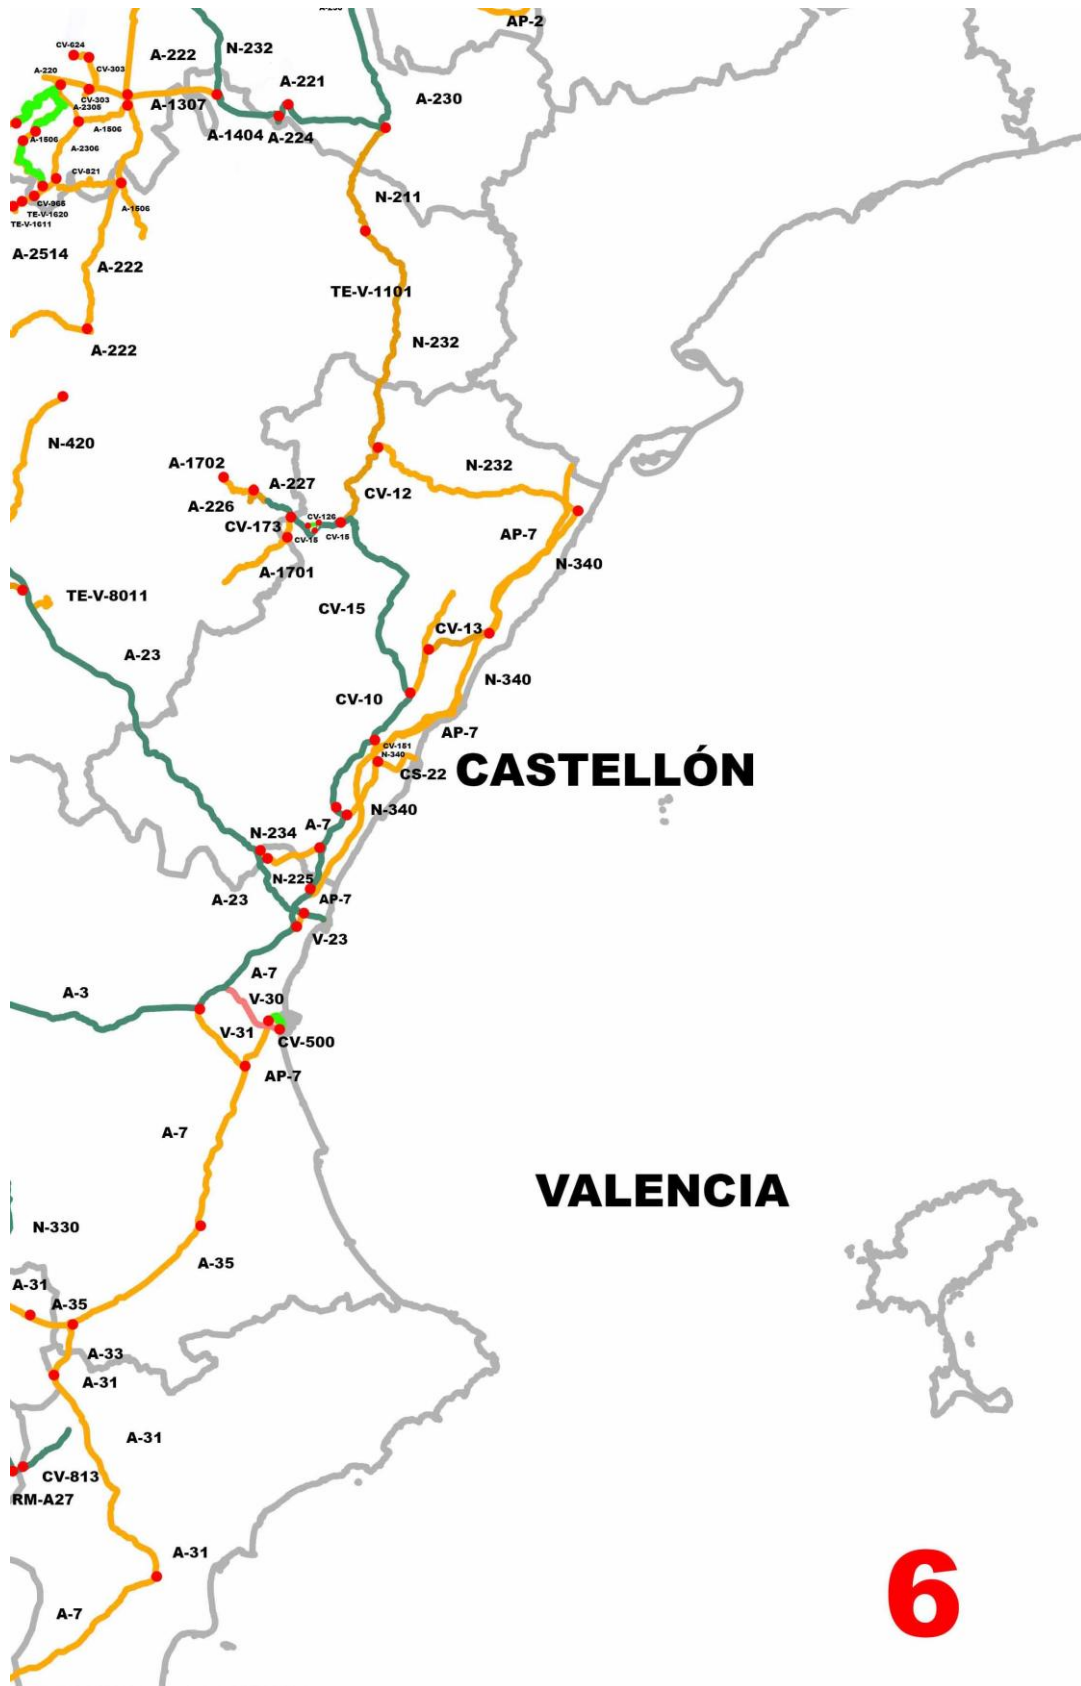 A-230
AP-2
CV-624
A-222
N-232
CV-303
A-220
A-221
CV-303
A-2305
A-1307
A-230
A-1506
A-1404
A-224
A-1506
A-2306
CV-821
N-211
CV-965
TE-V-1620
A-1506
TE-V-1611
A-2514
A-222
TE-V-1101
N-232
A-222
N-420
A-1702
N-232
A-227
CV-12
A-226
CV-126
CV-173
CV-15
CV-15
AP-7
N-340
A-1701
TE-V-8011
CV-15
CV-13
A-23
N-340
CV-10
AP-7
CV-151
N-340
CS-22
CASTELLÓN
N-340
N-234
A-7
N-225
A-23
AP-7
V-23
A-7
A-3
V-30
V-31
CV-500
AP-7
A-7
VALENCIA
N-330
A-35
A-31
A-35
A-33
A-31
A-31
CV-813
RM-A27
A-31
6
A-7